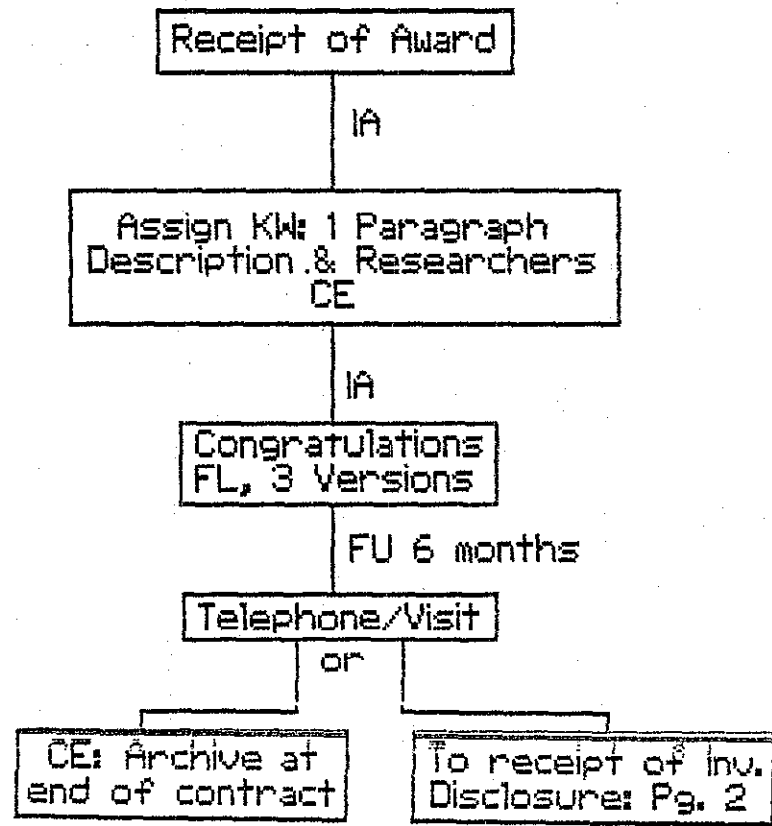 Receipt of Award
IA
Assign KW: 1 Paragraph
Description & Researchers
CE
IA
Congratulations
FL, 3 Versions
FU 6 months
Telephone/Visit
or
CE: Archive at
end of contract
To receipt of inv.
Disclosure: Pg. 2